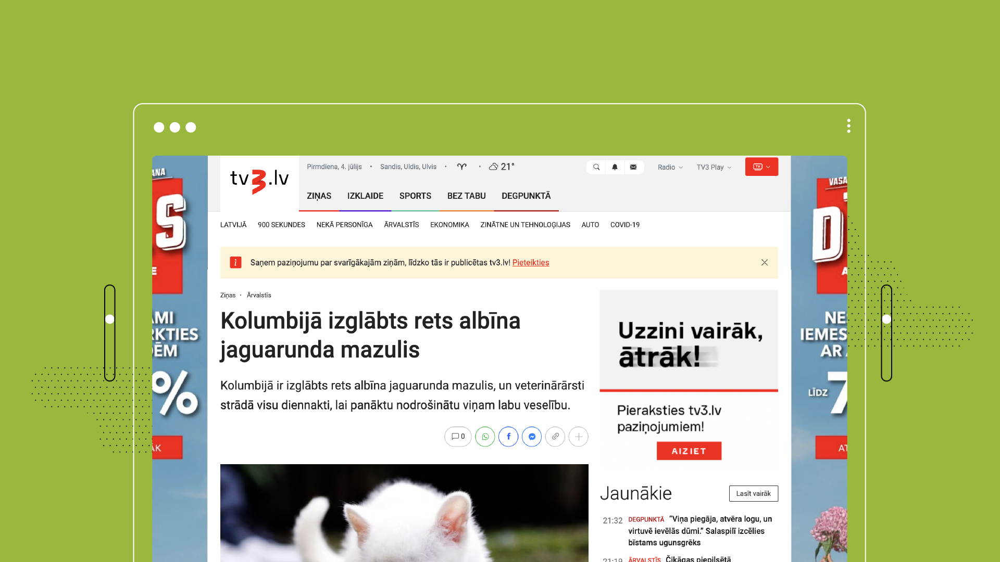 tv3.lv
Pirmdiena, 4. jūlijs • Sandis, Uldis, Ulvis • • 21°
Radio
TV3 Play
TV
ZIŅAS IZKLAIDE SPORTS BEZ TABU DEGPUNKTĀ
LATVIJĀ 900 SEKUNDES NEKĀ PERSONĪGA ĀRVALSTĪS EKONOMIKA ZINĀTNE UN TEHNOLOĢIJAS AUTO COVID-19
Saņem paziņojumu par svarīgākajām ziņām, līdzko tās ir publicētas tv3.lv! Pieteikties
Ziņas · Ārvalstīs
Kolumbijā izglābts rets albīna
jaguarunda mazulis
Kolumbijā ir izglābts rets albīna jaguarunda mazulis, un veterinārārsti
strādā visu diennakti, lai panāktu nodrošinātu viņam labu veselību.
0
Uzzini vairāk,
ātrāk!
Pieraksties tv3.lv
paziņojumiem!
AIZIET
Jaunākie
Lasīt vairāk
21:32 DEGPUNKTĀ “Viņa piegāja, atvēra logu, un
virtuvē ievēlās dūmi.” Salaspilī izcēlies
bīstams ugunsgrēks
21:19 ĀRVALSTĪS Čikāgas piepilsētā
ANA
S
E
AMI
RKTIES
DĒM
%
ĀK
VASA
D
A
NES
IEMES
AR
LĪDZ 7
AT